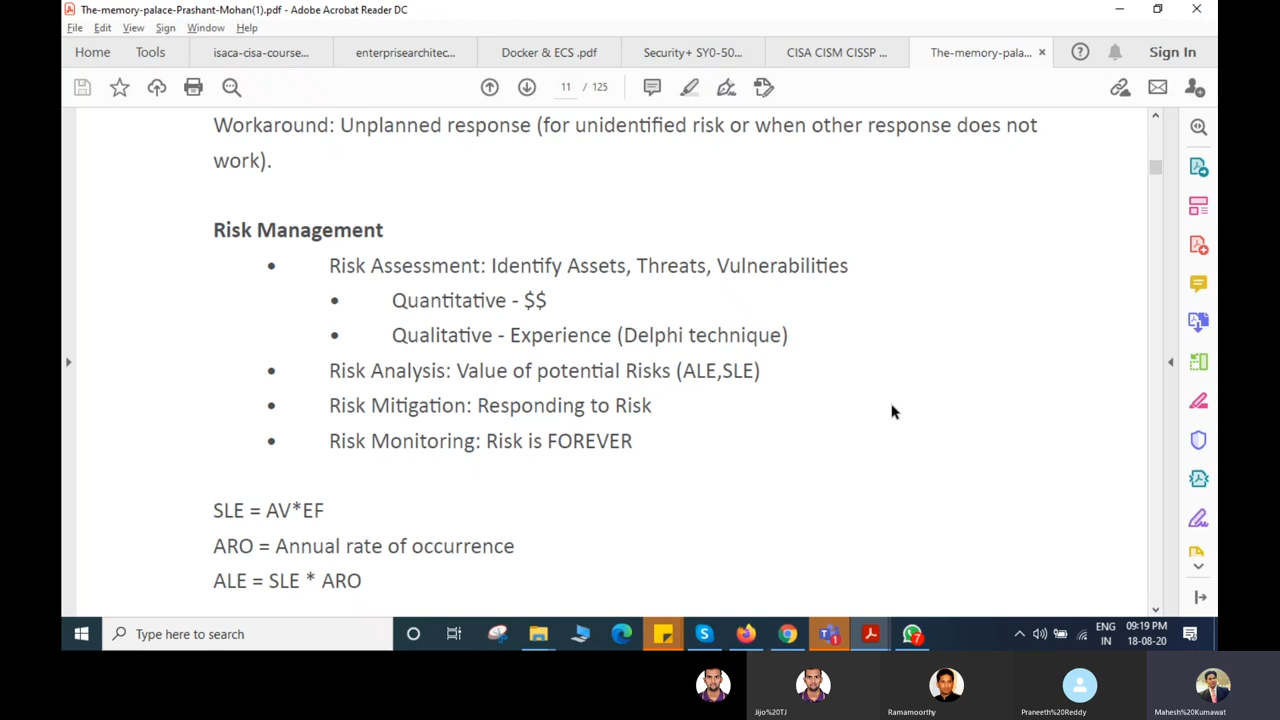 The-memory-palace-Prashant-Mohan(1).pdf - Adobe Acrobat Reader DC
File Edit View Sign Window Help
Home Tools isaca-cisa-course... enterprisearchitec... Docker & ECS .pdf Security+ SY0-50... CISA CISM CISSP ... The-memory-pala... Sign In
11 / 125
Workaround: Unplanned response (for unidentified risk or when other response does not
work).
Risk Management
• Risk Assessment: Identify Assets, Threats, Vulnerabilities
• Quantitative - $$
• Qualitative - Experience (Delphi technique)
• Risk Analysis: Value of potential Risks (ALE,SLE)
• Risk Mitigation: Responding to Risk
• Risk Monitoring: Risk is FOREVER
SLE = AV*EF
ARO = Annual rate of occurrence
ALE = SLE * ARO
Type here to search
1
7
ENG
IN
09:19 PM
18-08-20
Jijo%20TJ
Ramamoorthy
Praneeth%20Reddy
Mahesh%20Kumawat